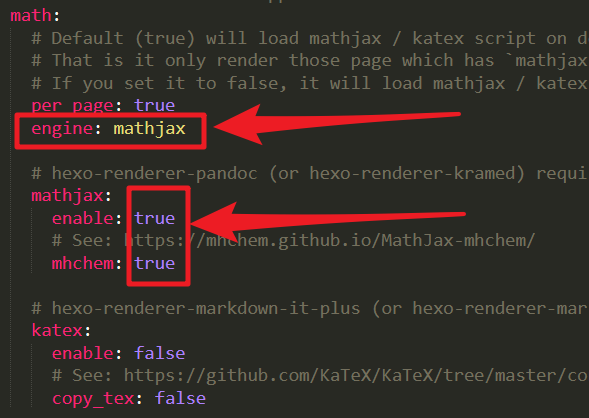 math:
# Default (true) will load mathjax / katex script on d
# That is it only render those page which has `mathjax
# If you set it to false, it will load mathjax / katex
per_page: true
engine: mathjax
# hexo-renderer-pandoc (or hexo-renderer-kramed) requi
mathjax:
enable: true
# See: https://mhchem.github.io/MathJax-mhchem/
mhchem: true
# hexo-renderer-markdown-it-plus (or hexo-renderer-mar
katex:
enable: false
# See: https://github.com/KaTeX/KaTeX/tree/master/co
copy_tex: false